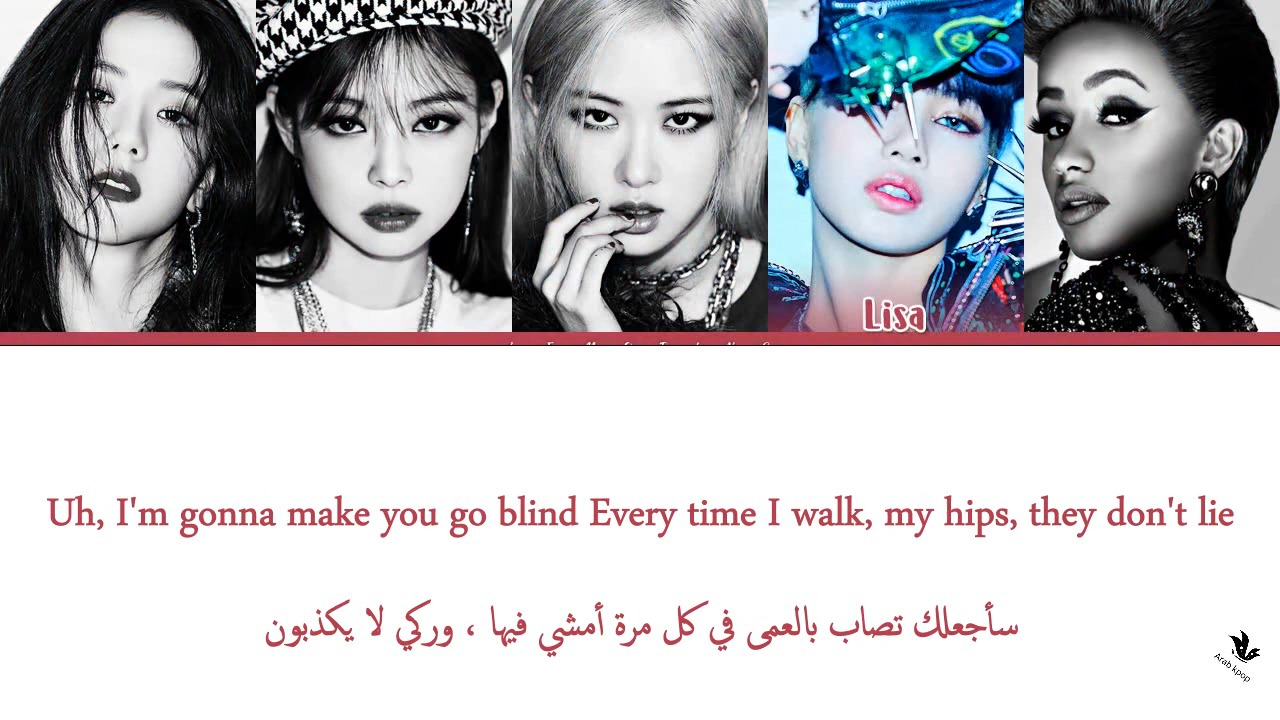 Lisa
Uh, I'm gonna make you go blind Every time I walk, my hips, they don't lie
سأجعلك تصاب بالعمى في كل مرة أمشي فيها ، وركي لا يكذبون
Arab kpop